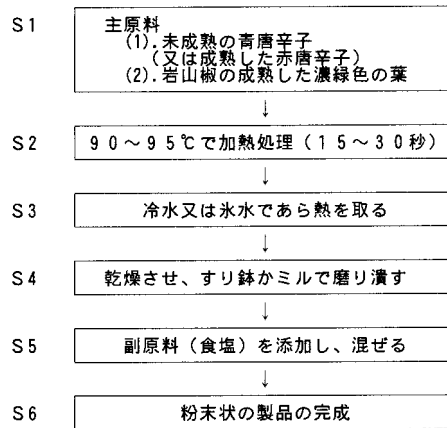 S1 主原料
(1).未成熟の青唐辛子
(又は成熟した赤唐辛子)
(2).岩山椒の成熟した濃緑色の葉
↓
S2 90~95℃で加熱処理(15~30秒)
↓
S3 冷水又は氷水であら熱を取る
↓
S4 乾燥させ、すり鉢かミルで磨り潰す
↓
S5 副原料(食塩)を添加し、混ぜる
↓
S6 粉末状の製品の完成